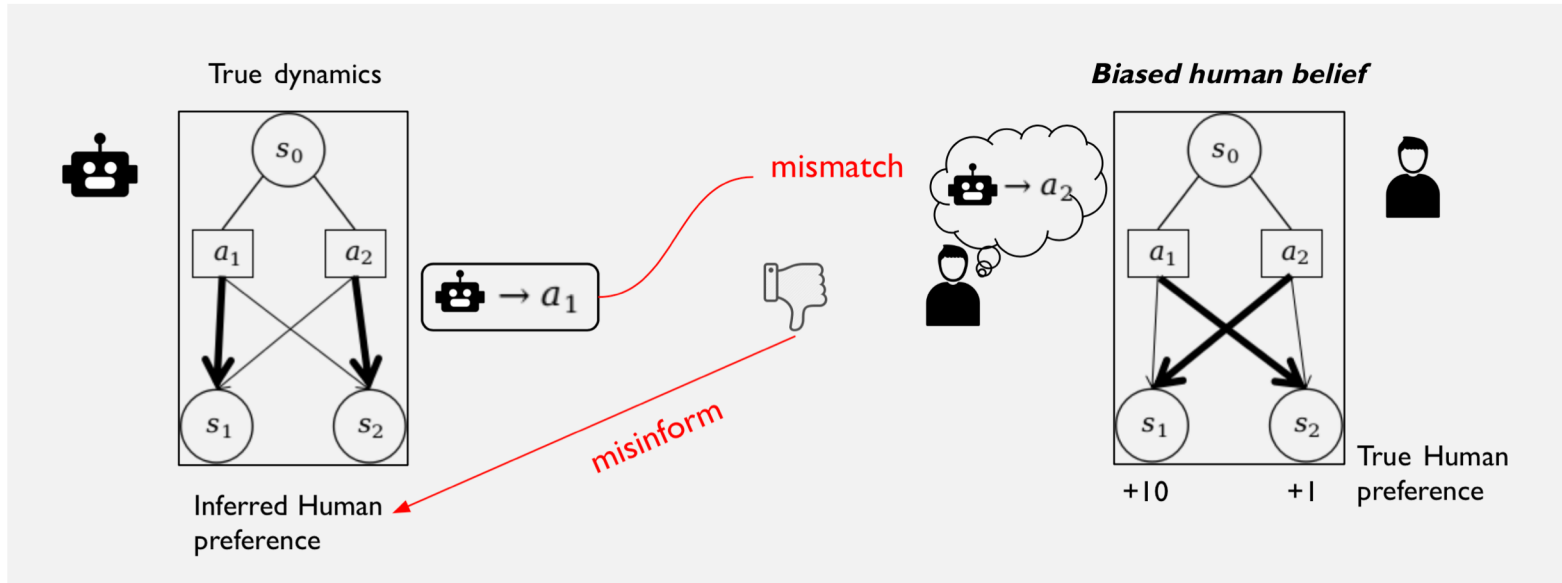 True dynamics
s₀
a₁ a₂
s₁ s₂
Inferred Human
preference
→ a₁
mismatch
misinform
→ a₂
Biased human belief
s₀
a₁ a₂
s₁ s₂
+10 +1
True Human
preference